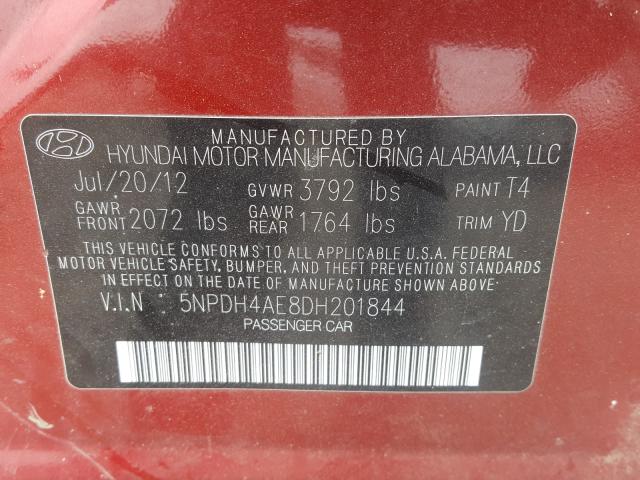 MANUFACTURED BY
HYUNDAI MOTOR MANUFACTURING ALABAMA, LLC
Jul/20/12 GVWR 3792 lbs PAINT T4
GAWR FRONT 2072 lbs GAWR REAR 1764 lbs TRIM YD
THIS VEHICLE CONFORMS TO ALL APPLICABLE U.S.A. FEDERAL
MOTOR VEHICLE SAFETY, BUMPER, AND THEFT PREVENTION STANDARDS
IN EFFECT ON THE DATE OF MANUFACTURE SHOWN ABOVE.
V.I.N : 5NPDH4AE8DH201844
PASSENGER CAR